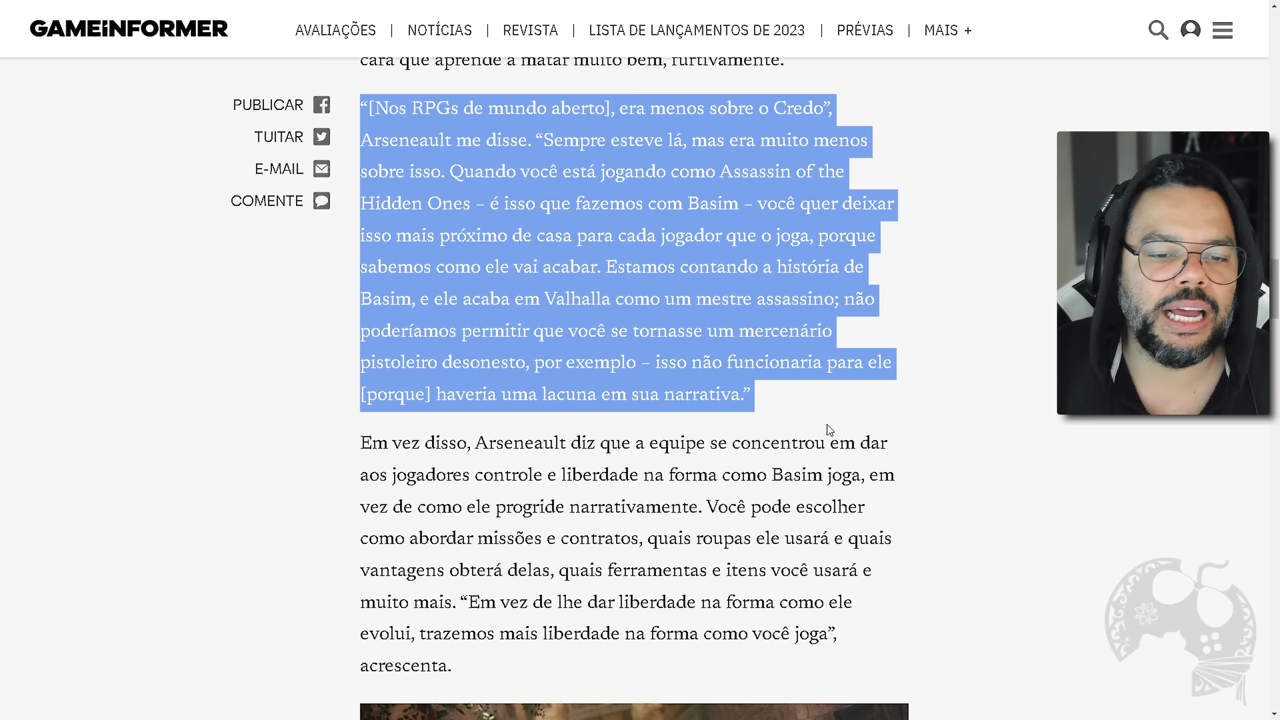 GAMEiNFORMER
AVALIAÇÕES | NOTÍCIAS | REVISTA | LISTA DE LANÇAMENTOS DE 2023 | PRÉVIAS | MAIS +
cara que aprende a matar muito bem, furtivamente.
PUBLICAR
TUITAR
E-MAIL
COMENTE
“[Nos RPGs de mundo aberto], era menos sobre o Credo”,
Arseneault me disse. “Sempre esteve lá, mas era muito menos
sobre isso. Quando você está jogando como Assassin of the
Hidden Ones – é isso que fazemos com Basim – você quer deixar
isso mais próximo de casa para cada jogador que o joga, porque
sabemos como ele vai acabar. Estamos contando a história de
Basim, e ele acaba em Valhalla como um mestre assassino; não
poderíamos permitir que você se tornasse um mercenário
pistoleiro desonesto, por exemplo – isso não funcionaria para ele
[porque] haveria uma lacuna em sua narrativa.”
Em vez disso, Arseneault diz que a equipe se concentrou em dar
aos jogadores controle e liberdade na forma como Basim joga, em
vez de como ele progride narrativamente. Você pode escolher
como abordar missões e contratos, quais roupas ele usará e quais
vantagens obterá delas, quais ferramentas e itens você usará e
muito mais. “Em vez de lhe dar liberdade na forma como ele
evolui, trazemos mais liberdade na forma como você joga”,
acrescenta.